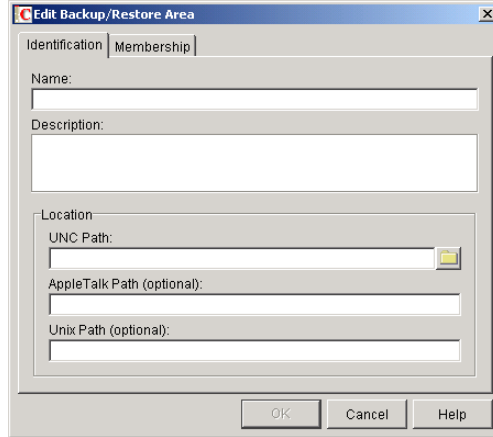 Edit Backup/Restore Area
Identification Membership
Name:
Description:
Location
UNC Path:
AppleTalk Path (optional):
Unix Path (optional):
OK Cancel Help